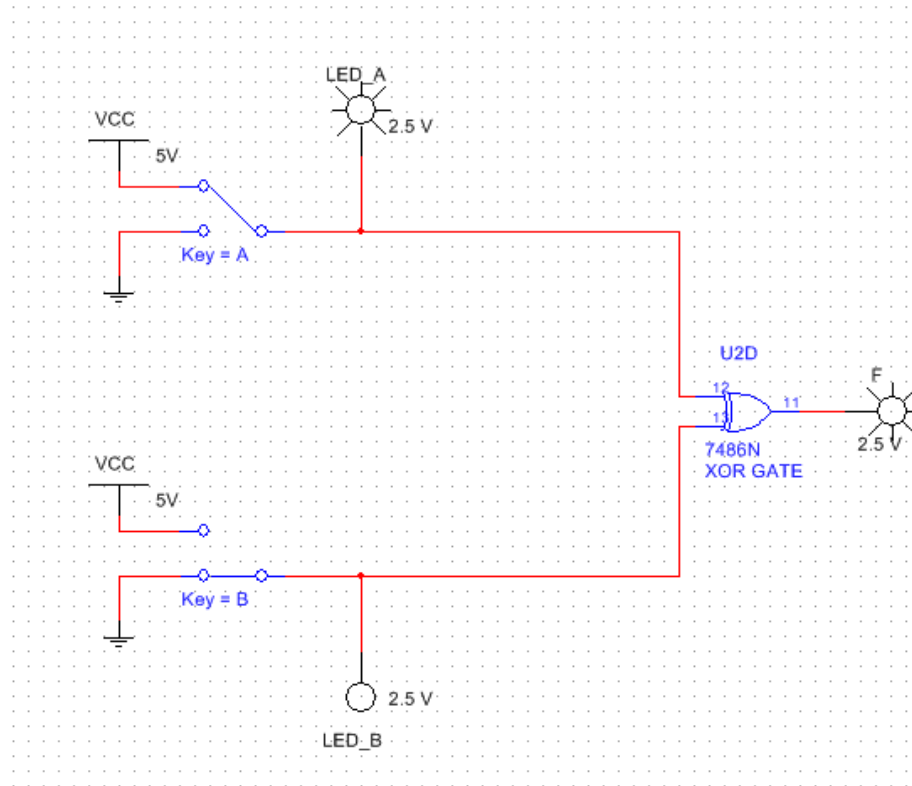 LED_A
VCC
2.5 V
5V
Key = A
U2D
F
12
11
13
2.5 V
7486N
XOR GATE
VCC
5V
Key = B
2.5 V
LED_B